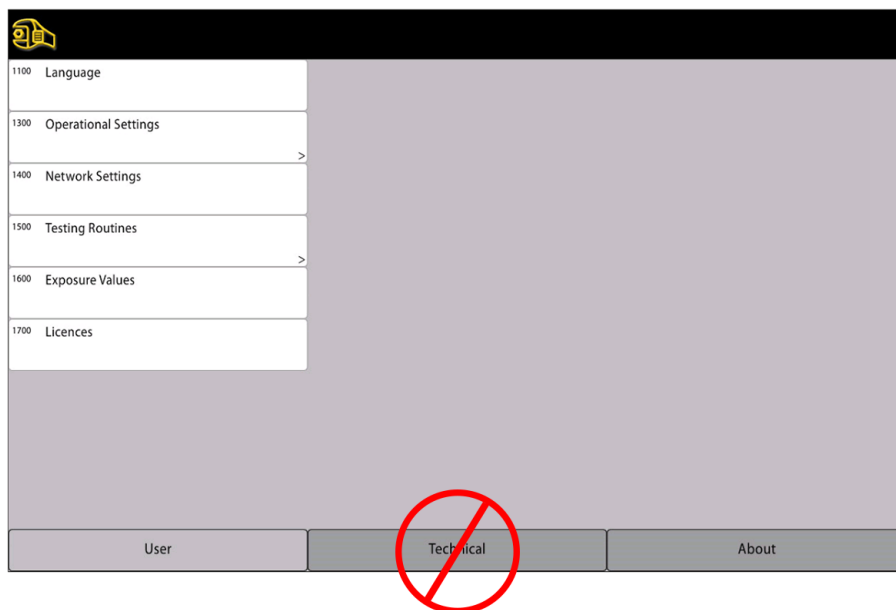 1100 Language
1300 Operational Settings
>
1400 Network Settings
1500 Testing Routines
>
1600 Exposure Values
1700 Licences
User Technical About